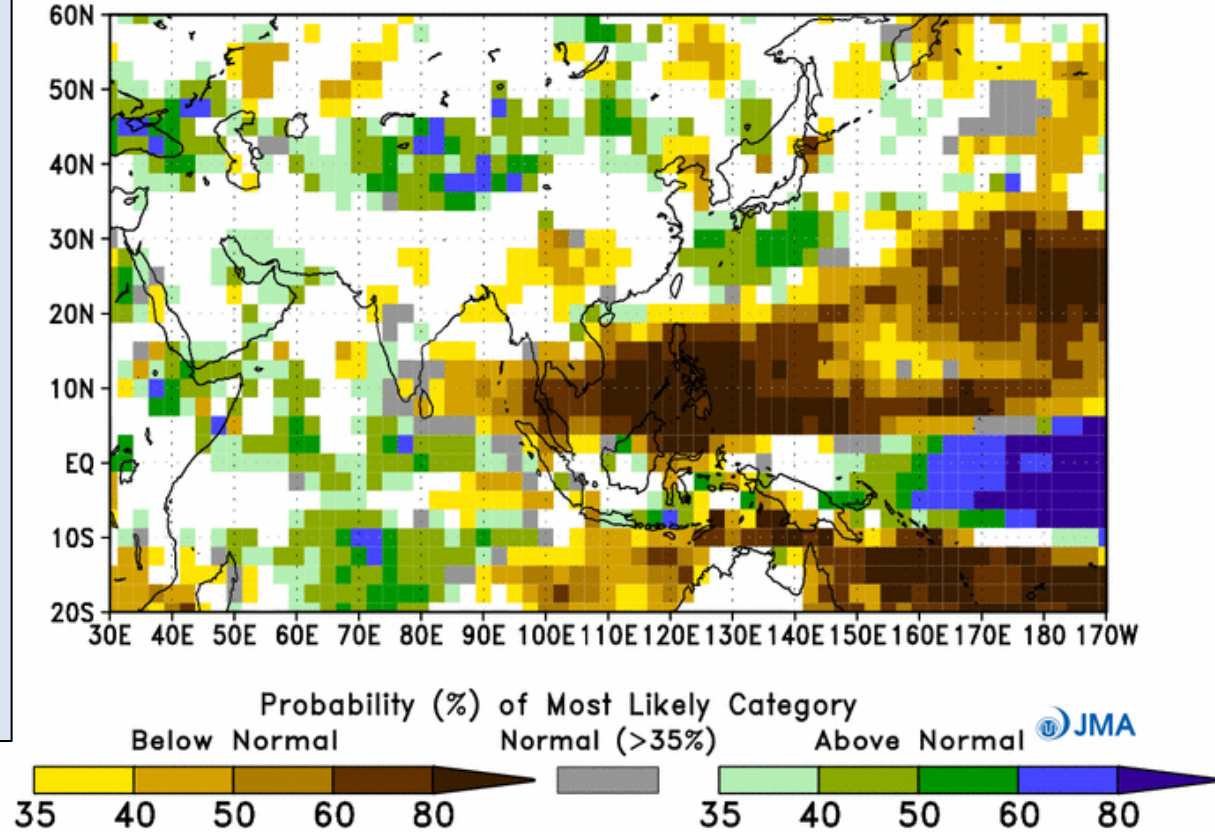 60N
50N
40N
30N
20N
10N
EQ
10S
20S
30E 40E 50E 60E 70E 80E 90E 100E 110E 120E 130E 140E 150E 160E 170E 180 170W
Probability (%) of Most Likely Category
JMA
Below Normal Normal (>35%) Above Normal
35 40 50 60 80 35 40 50 60 80